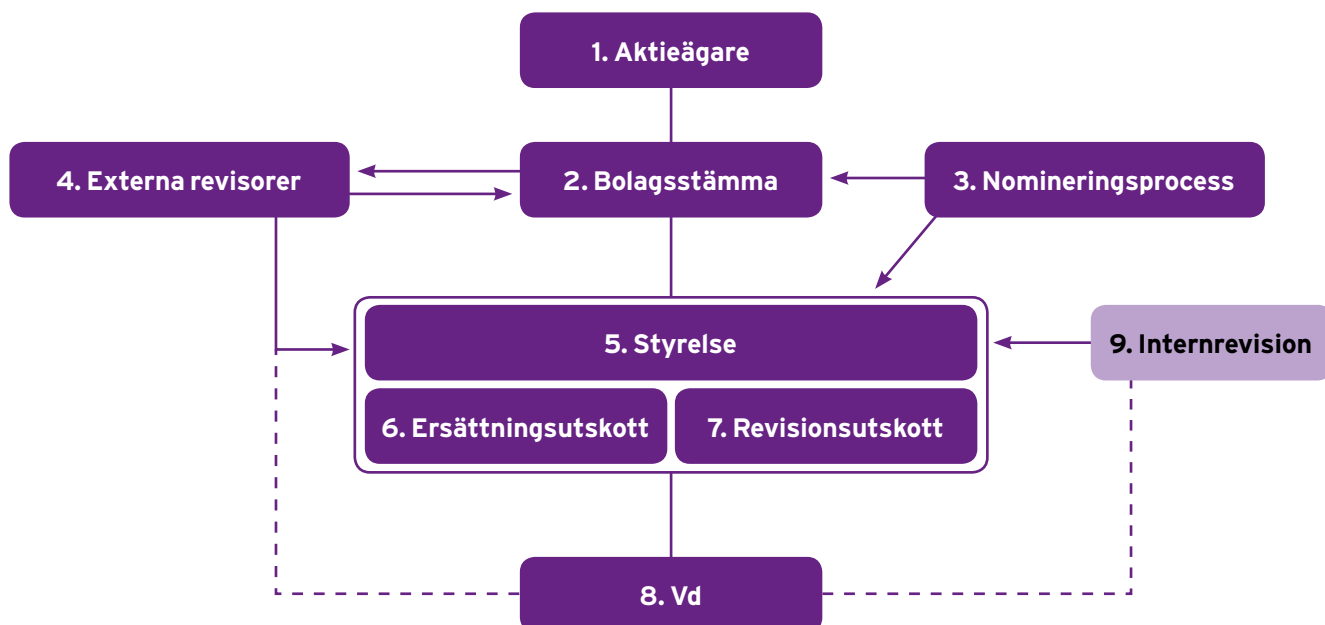 1. Aktieägare
4. Externa revisorer
2. Bolagsstämma
3. Nomineringsprocess
5. Styrelse
9. Internrevision
6. Ersättningsutskott
7. Revisionsutskott
8. Vd